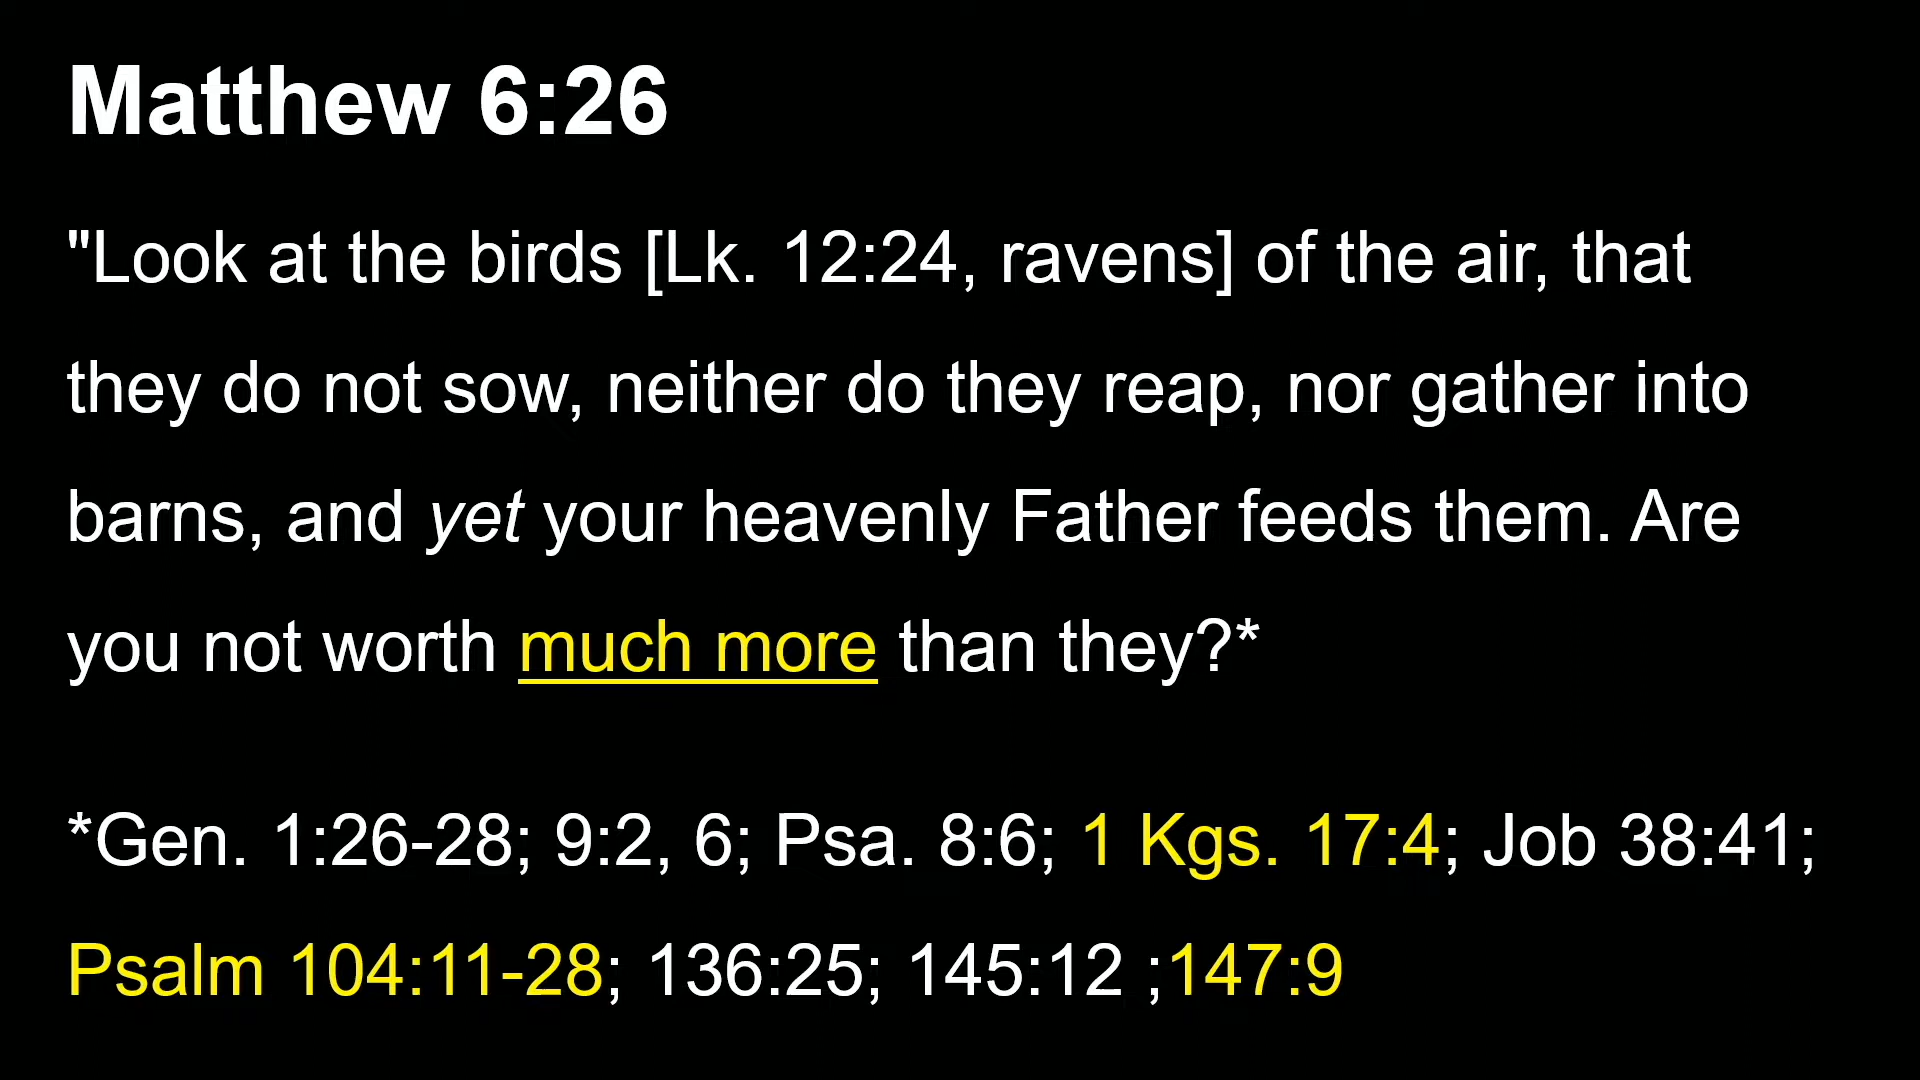 Matthew 6:26
"Look at the birds [Lk. 12:24, ravens] of the air, that
they do not sow, neither do they reap, nor gather into
barns, and yet your heavenly Father feeds them. Are
you not worth much more than they?*
*Gen. 1:26-28; 9:2, 6; Psa. 8:6; 1 Kgs. 17:4; Job 38:41;
Psalm 104:11-28; 136:25; 145:12 ;147:9